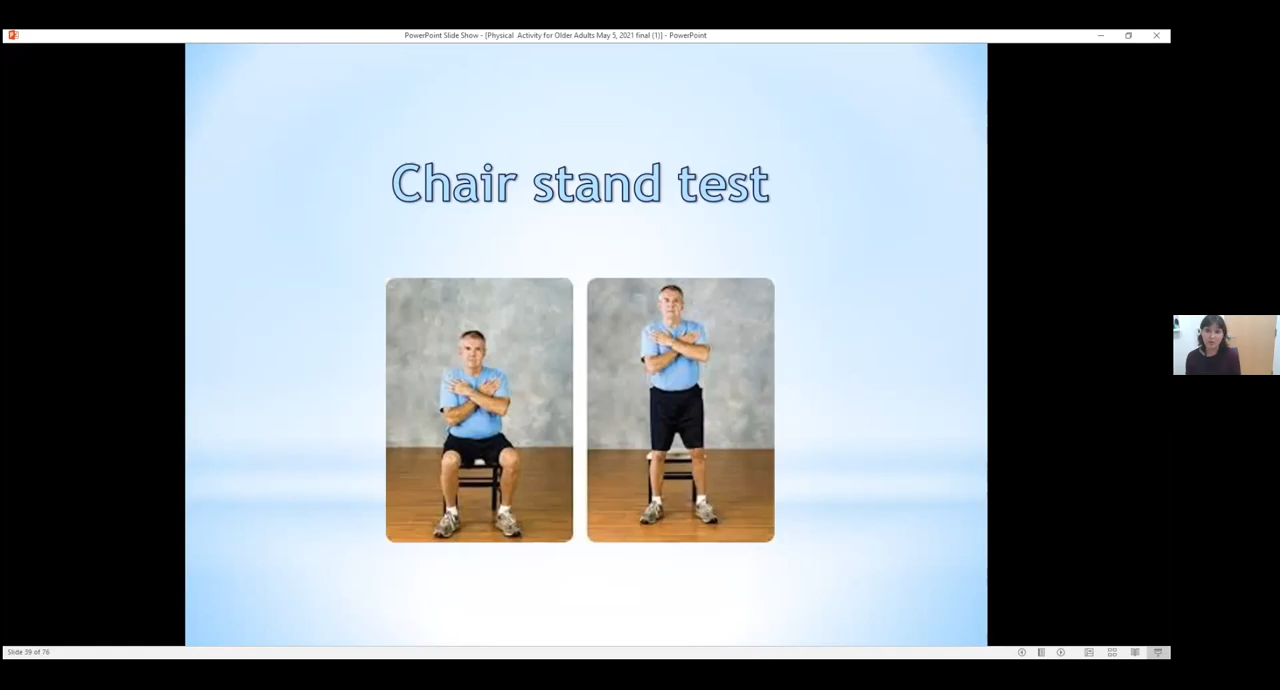 PowerPoint Slide Show - [Physical  Activity for Older Adults May 5, 2021 final (1)] - PowerPoint
Chair stand test
Slide 39 of 76